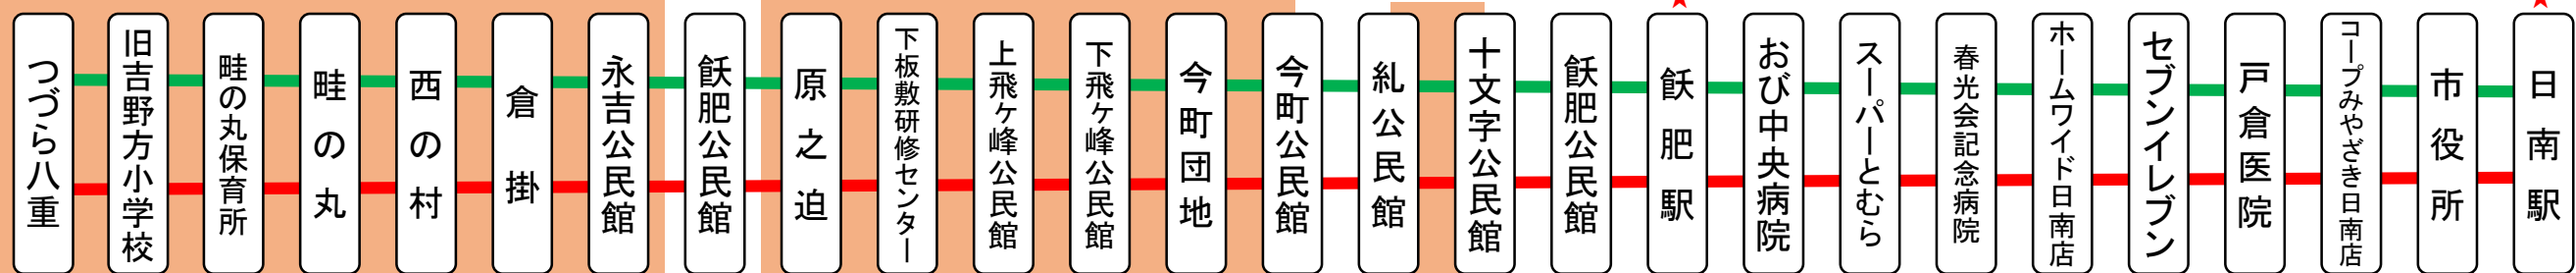 つづら八重
旧吉野方小学校
畦の丸保育所
畦の丸
西の村
倉掛
永吉公民館
飫肥公民館
原之迫
下板敷研修センター
上飛ヶ峰公民館
下飛ヶ峰公民館
今町団地
今町公民館
糺公民館
十文字公民館
飫肥公民館
飫肥駅
おび中央病院
スーパーとむら
春光会記念病院
ホームワイド日南店
セブンイレブン
戸倉医院
コープみやざき日南店
市役所
日南駅